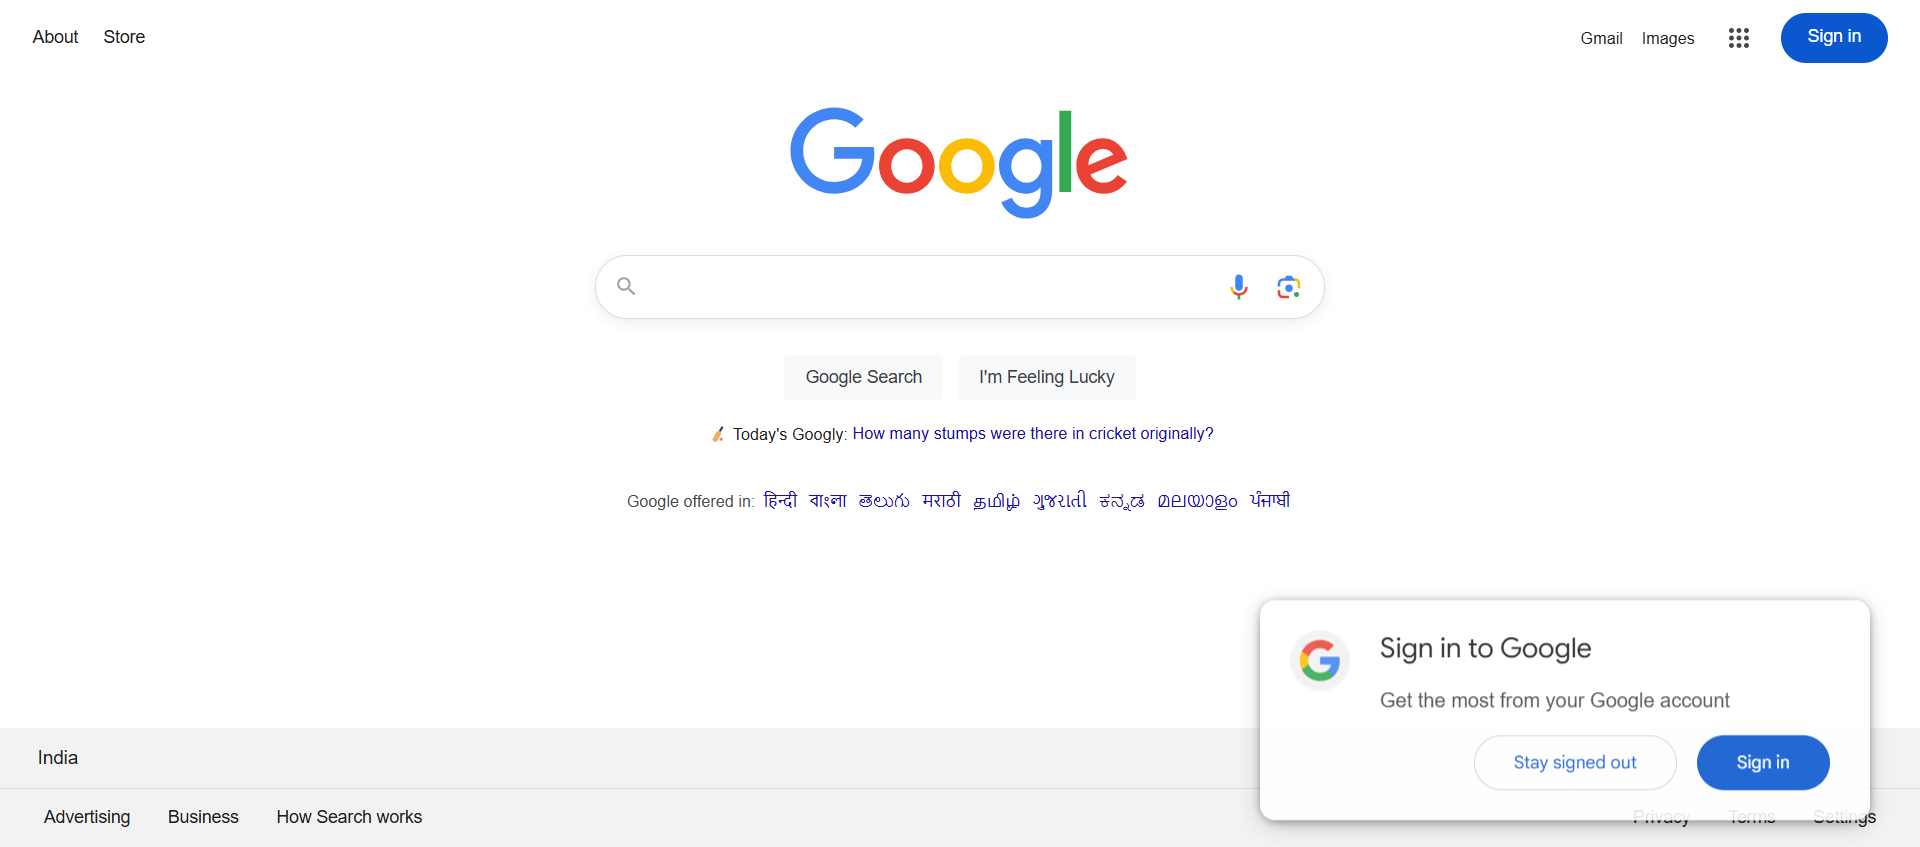 About Store
Gmail Images Sign in
Google
Google Search I'm Feeling Lucky
Today's Googly: How many stumps were there in cricket originally?
Google offered in: हिन्दी বাংলা తెలుగు मराठी தமிழ் ગુજરાતી ಕನ್ನಡ മലയാളം ਪੰਜਾਬੀ
Sign in to Google
Get the most from your Google account
Stay signed out Sign in
India
Advertising Business How Search works
Privacy Terms Settings